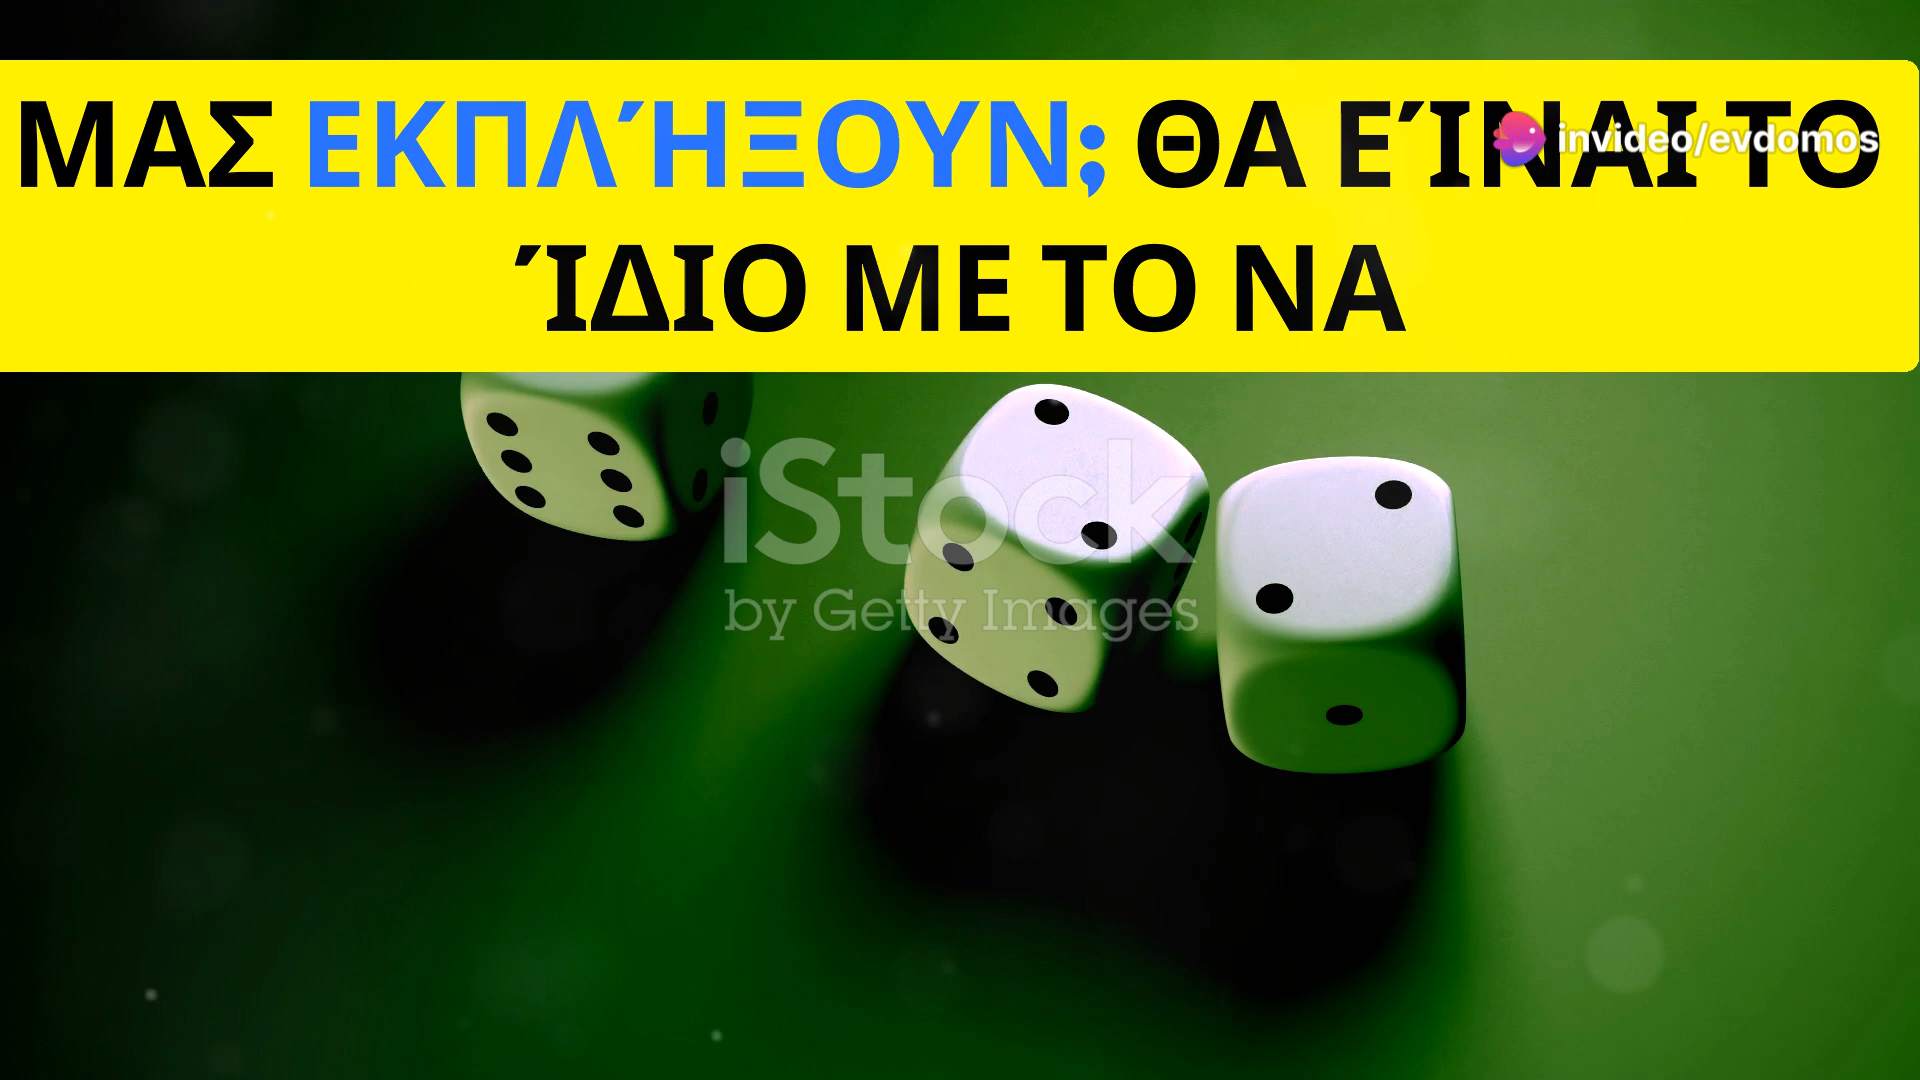 ΜΑΣ ΕΚΠΛΉΞΟΥΝ; ΘΑ ΕΊΝΑΙ ΤΟ
invideo/evdomos
ΊΔΙΟ ΜΕ ΤΟ ΝΑ
iStock
by Getty Images